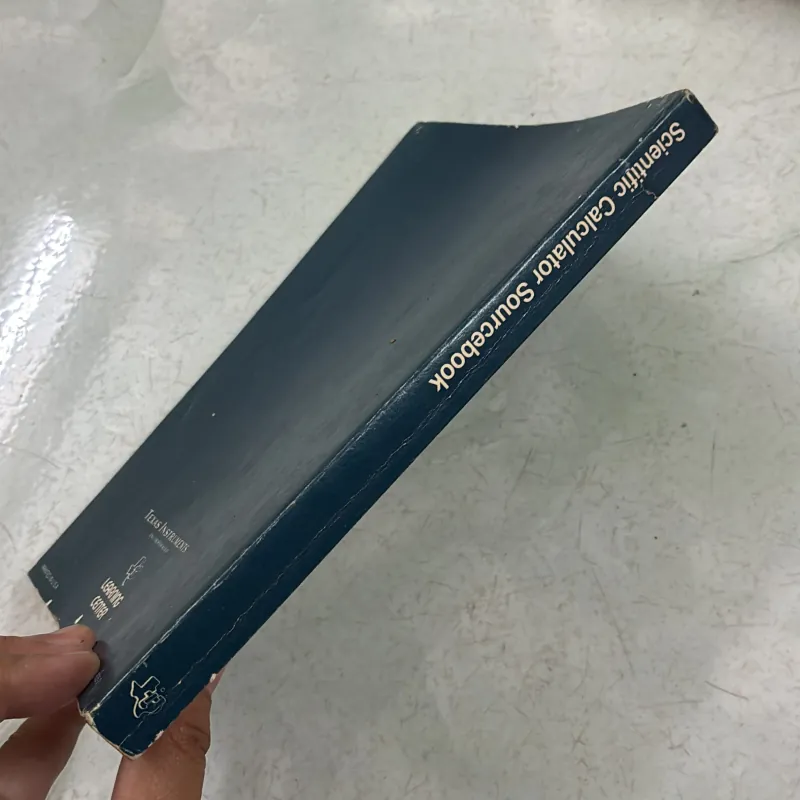 Scientific Calculator Sourcebook
TEXAS INSTRUMENTS
LEARNING
CENTER